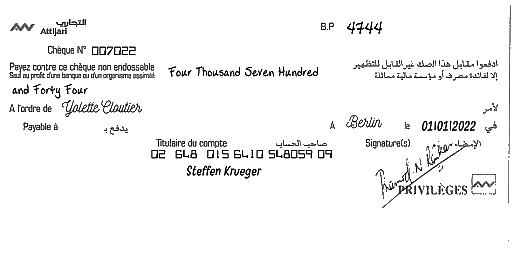 التجاري
Attijari
B.P 4744
Chèque N° 007022
Payez contre ce chèque non endossable
Sauf au profit d'une banque ou d'un organisme assimilé
Four Thousand Seven Hundred
ادفعوا مقابل هذا الصك غير القابل للتظهير
إلا لفائدة مصرف أو مؤسسة مالية مماثلة
and Forty Four
A l'ordre de Yolette Cloutier
لأمر
Payable à يدفع بـ
A Berlin le 01/01/2022 في
Titulaire du compte صاحب الحساب
Signature(s) الإمضاء
02 648 0156410 548059 09
Steffen Krueger
PRIVILÈGES